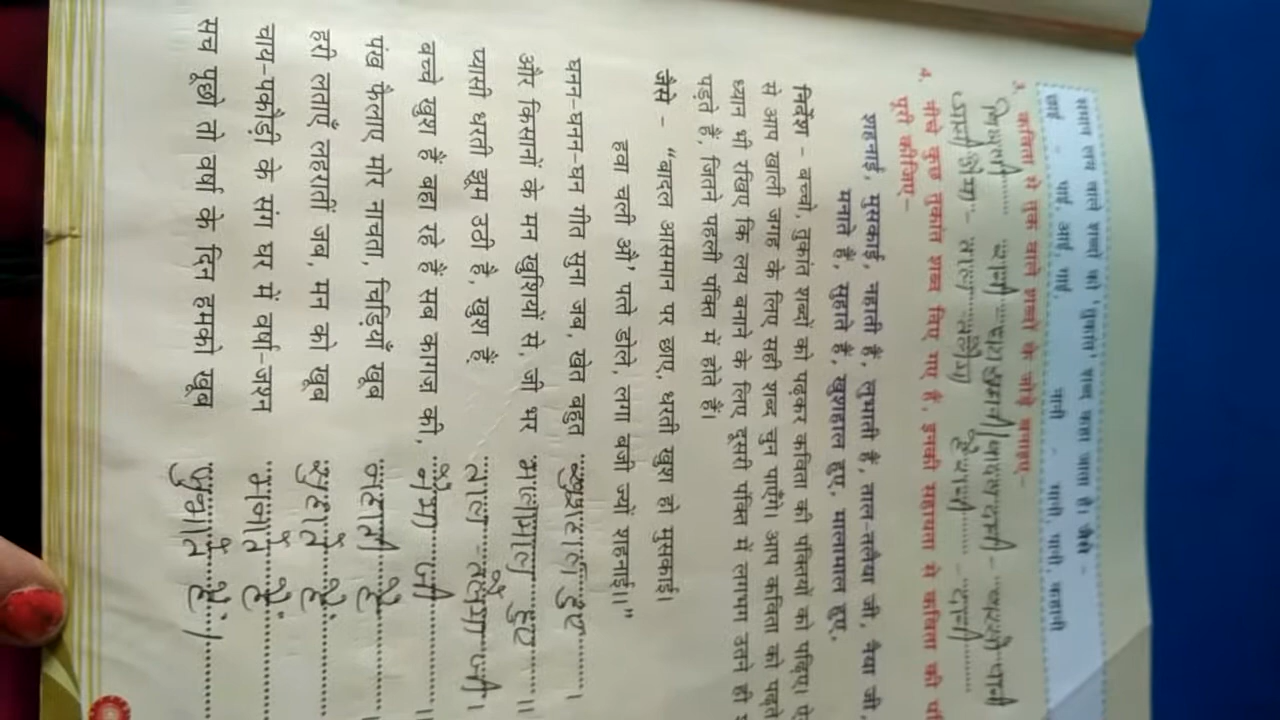 समान लय वाले शब्दों को 'तुकांत' शब्द कहा जाता है। जैसे –
छाई - पाई, आई, गाई, पानी - रानी, पानी, कहानी
3. कविता से तुक वाले शब्दों के जोड़े बनाइए–
4. नीचे कुछ तुकांत शब्द दिए गए हैं, इनकी सहायता से कविता की
पूरी कीजिए –
शहनाई, मुसकाई, नहाती हैं, लुभाती हैं, ताल-तलैया जी, भैया जी,
मनाते हैं, सुहाते हैं, खुशहाल हुए, मालामाल हुए,
निर्देश – बच्चो, तुकांत शब्दों को पढ़कर कविता की पंक्तियों को पढ़िए।
से आप खाली जगह के लिए सही शब्द चुन पाएँगे। आप कविता को पढ़ते
ध्यान भी रखिए कि लय बनाने के लिए दूसरी पंक्ति में लगभग उतने ही
पड़ते हैं, जितने पहली पंक्ति में होते हैं।
जैसे – "बादल आसमान पर छाए, धरती खुश हो मुसकाई।
हवा चली औ' पत्ते डोले, लगा बजी ज्यों शहनाई।।"
घनन-घनन-घन गीत सुना जब, खेत बहुत खुशहाल हुए।
और किसानों के मन खुशियों से, जी भर मालामाल हुए।।
प्यासी धरती झूम उठी है, खुश हैं ताल-तलैया जी।
बच्चे खुश हैं बहा रहे हैं सब कागज की, भैया जी।।
पंख फैलाए मोर नाचता, चिड़ियाँ खूब नहाती हैं।
हरी लताएँ लहराती जब, मन को खूब सुहाते हैं
चाय-पकौड़ी के संग घर में वर्षा-जश्न मनाते हैं
सच पूछो तो वर्षा के दिन हमको खूब लुभाते हैं।